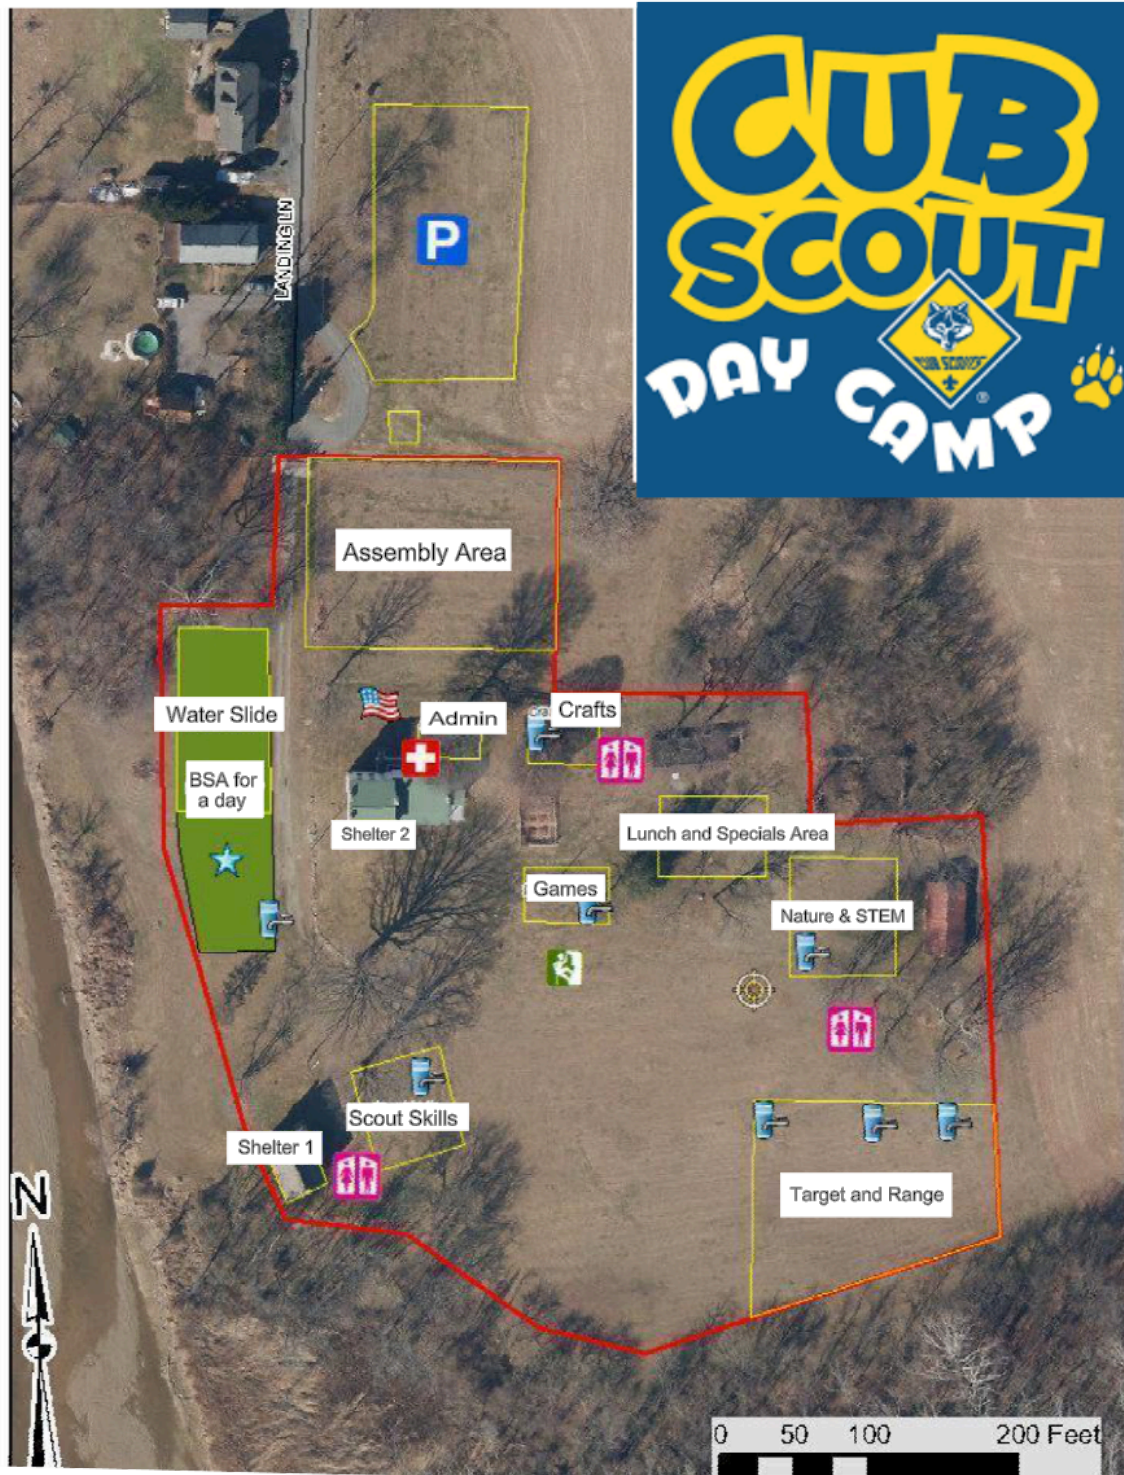 CUB
SCOUT
DAY CAMP
CUB SCOUTS
®
P
LANDING LN
Assembly Area
Water Slide
Admin
Crafts
BSA for
a day
Shelter 2
Lunch and Specials Area
Games
Nature & STEM
Scout Skills
Shelter 1
Target and Range
N
0 50 100 200 Feet